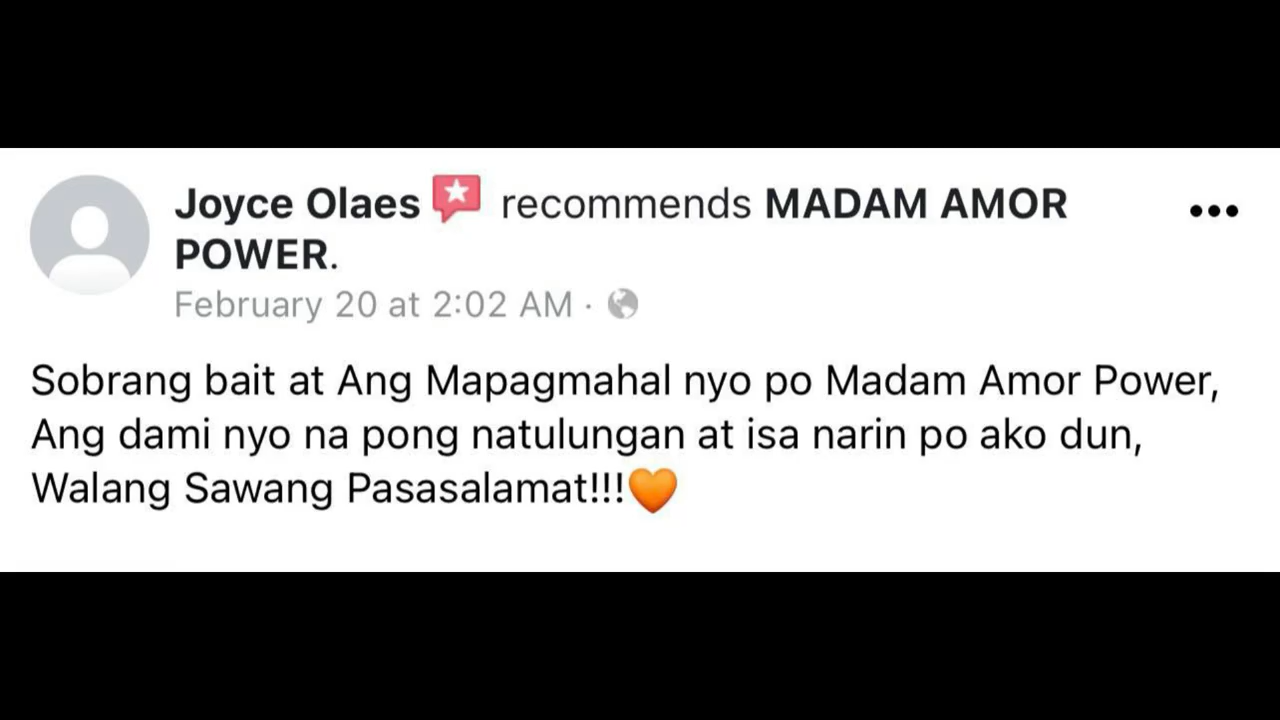 Joyce Olaes recommends MADAM AMOR
POWER.
February 20 at 2:02 AM ·
Sobrang bait at Ang Mapagmahal nyo po Madam Amor Power,
Ang dami nyo na pong natulungan at isa narin po ako dun,
Walang Sawang Pasasalamat!!!🧡